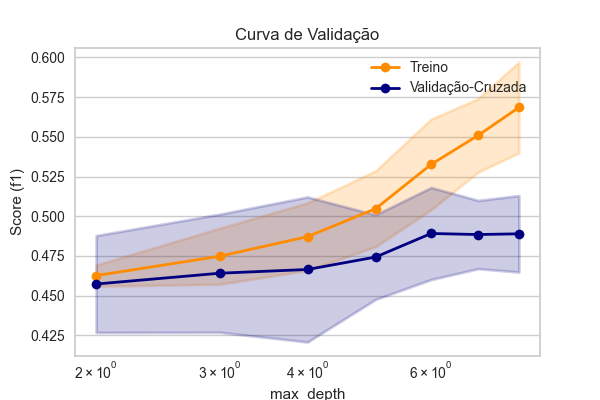 Curva de Validação
Treino
Validação-Cruzada
Score (f1)
0.600
0.575
0.550
0.525
0.500
0.475
0.450
0.425
2 × 10⁰
3 × 10⁰
4 × 10⁰
6 × 10⁰
max_depth